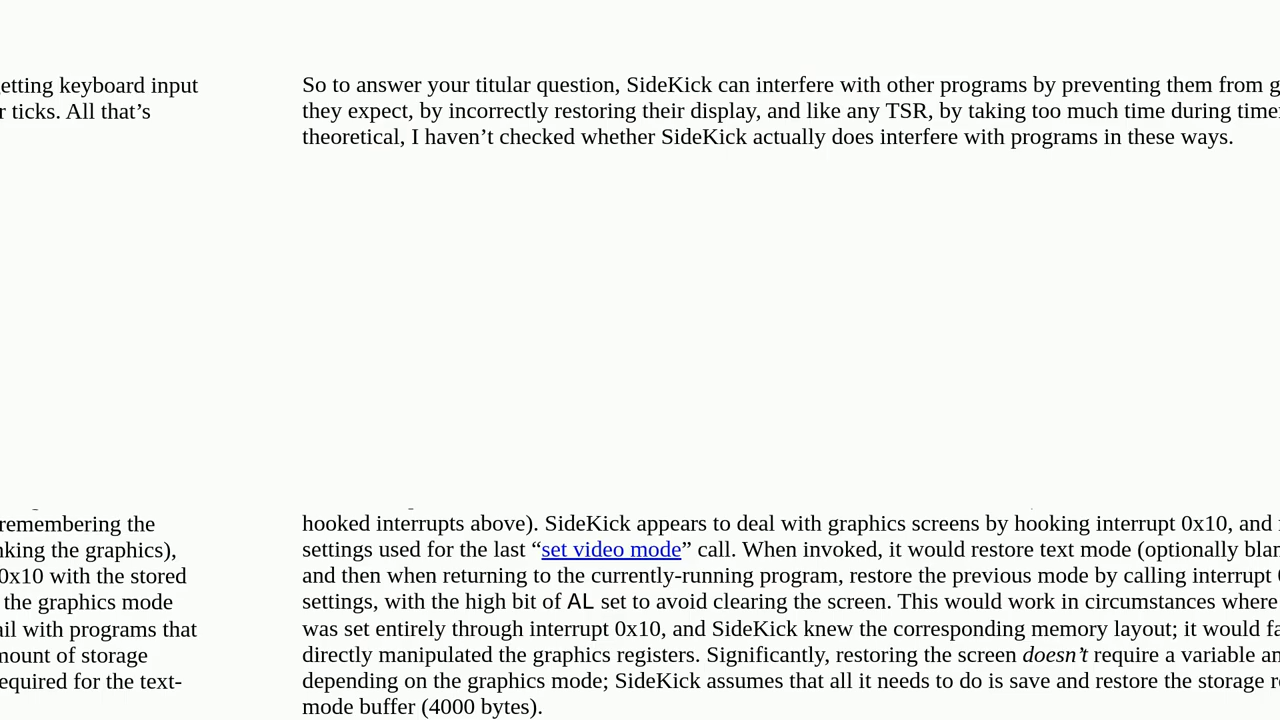 etting keyboard input
r ticks. All that’s
So to answer your titular question, SideKick can interfere with other programs by preventing them from g
they expect, by incorrectly restoring their display, and like any TSR, by taking too much time during time
theoretical, I haven’t checked whether SideKick actually does interfere with programs in these ways.
remembering the
nking the graphics),
0x10 with the stored
the graphics mode
ail with programs that
mount of storage
equired for the text-
hooked interrupts above). SideKick appears to deal with graphics screens by hooking interrupt 0x10, and
settings used for the last “set video mode” call. When invoked, it would restore text mode (optionally bla
and then when returning to the currently-running program, restore the previous mode by calling interrupt
settings, with the high bit of AL set to avoid clearing the screen. This would work in circumstances where
was set entirely through interrupt 0x10, and SideKick knew the corresponding memory layout; it would fa
directly manipulated the graphics registers. Significantly, restoring the screen doesn’t require a variable a
depending on the graphics mode; SideKick assumes that all it needs to do is save and restore the storage r
mode buffer (4000 bytes).